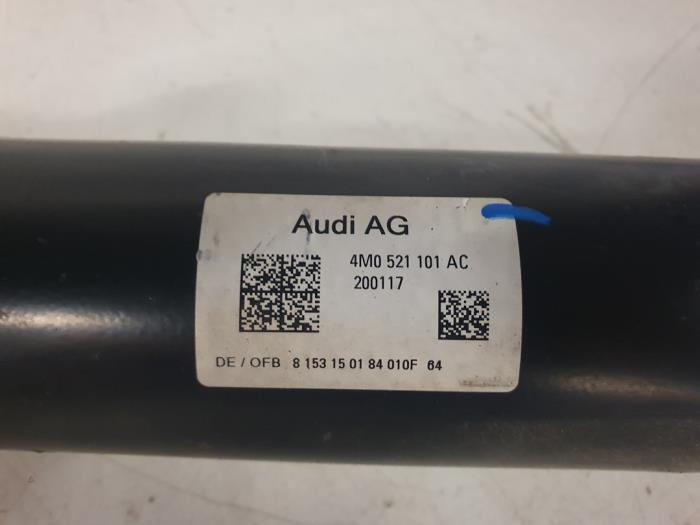 Audi AG
4M0 521 101 AC
200117
DE / OFB 8 153 15 01 84 010F 64